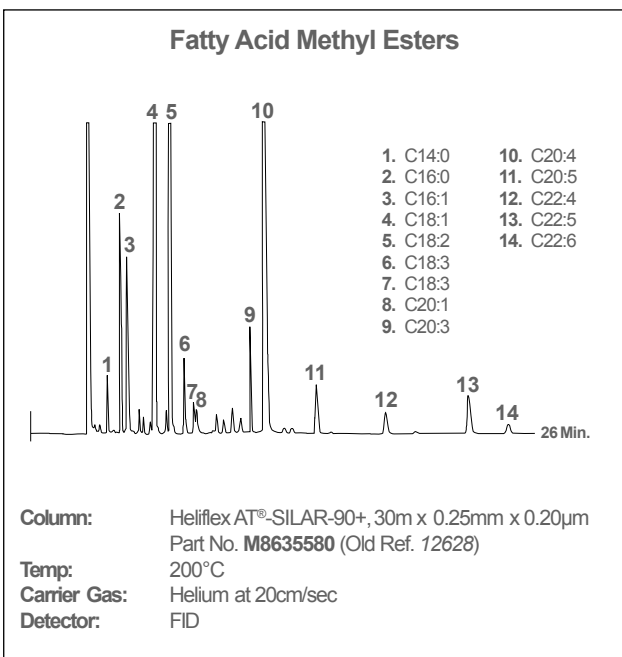 Fatty Acid Methyl Esters
4 5 10
1. C14:0 10. C20:4
2. C16:0 11. C20:5
3. C16:1 12. C22:4
4. C18:1 13. C22:5
5. C18:2 14. C22:6
6. C18:3
7. C18:3
8. C20:1
9. C20:3
2
3
9
6
1
7
8
11
12
13
14
26 Min.
Column: Heliflex AT®-SILAR-90+, 30m x 0.25mm x 0.20µm
Part No. M8635580 (Old Ref. 12628)
Temp: 200°C
Carrier Gas: Helium at 20cm/sec
Detector: FID